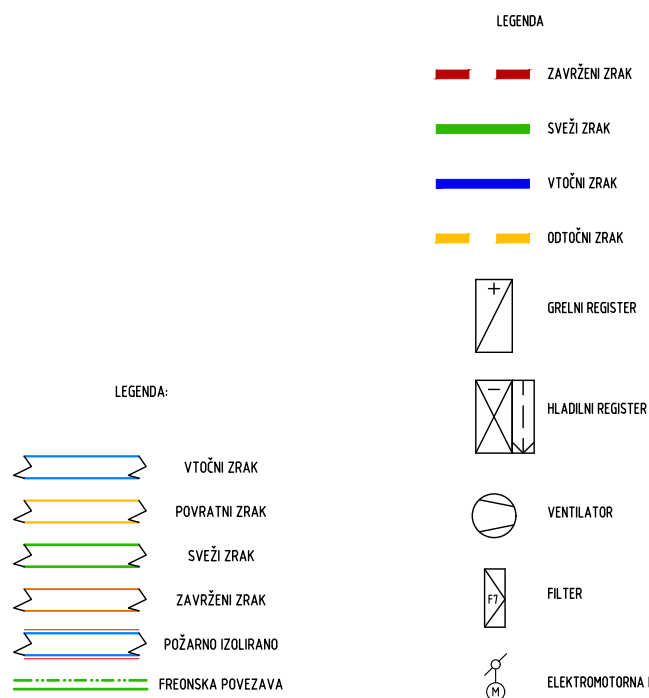 LEGENDA
ZAVRŽENI ZRAK
SVEŽI ZRAK
VTOČNI ZRAK
ODTOČNI ZRAK
+
GRELNI REGISTER
HLADILNI REGISTER
VENTILATOR
F7
FILTER
M
ELEKTROMOTORNA
LEGENDA:
VTOČNI ZRAK
POVRATNI ZRAK
SVEŽI ZRAK
ZAVRŽENI ZRAK
POŽARNO IZOLIRANO
FREONSKA POVEZAVA